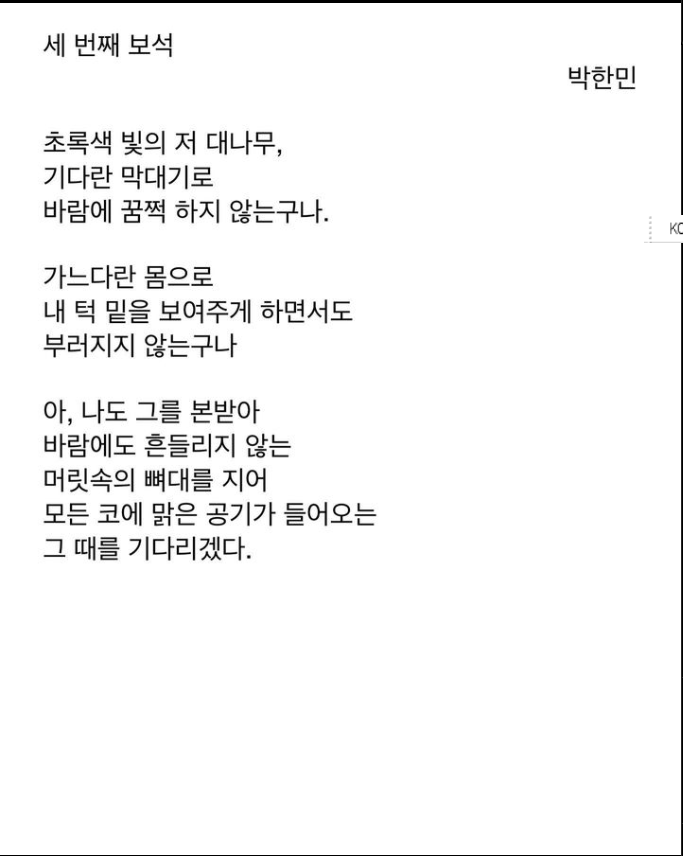 세 번째 보석
박한민
초록색 빛의 저 대나무,
기다란 막대기로
바람에 꿈쩍 하지 않는구나.
가느다란 몸으로
내 턱 밑을 보여주게 하면서도
부러지지 않는구나
아, 나도 그를 본받아
바람에도 흔들리지 않는
머릿속의 뼈대를 지어
모든 코에 맑은 공기가 들어오는
그 때를 기다리겠다.